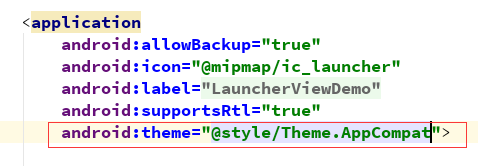 <application
android:allowBackup="true"
android:icon="@mipmap/ic_launcher"
android:label="LauncherViewDemo"
android:supportsRtl="true"
android:theme="@style/Theme.AppCompat">